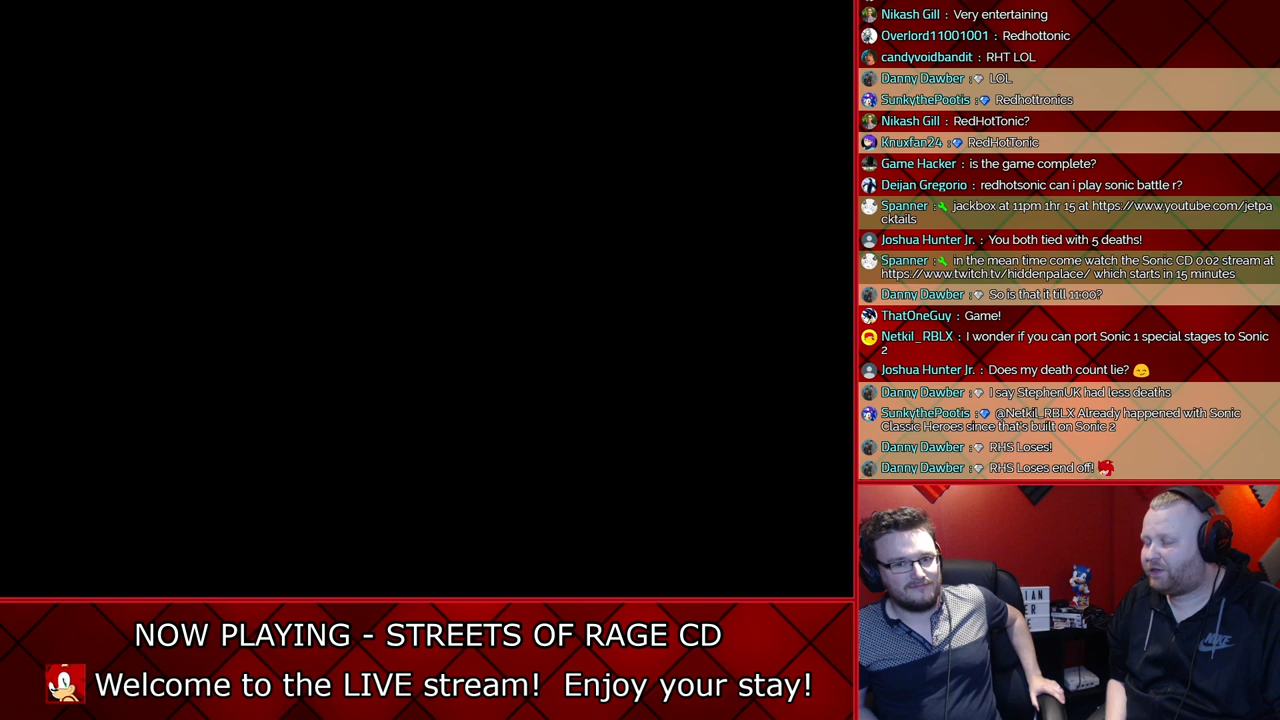 Nikash Gill : Very entertaining
Overlord11001001 : Redhottonic
candyvoidbandit : RHT LOL
Danny Dawber : LOL
SunkythePootis : Redhottronics
Nikash Gill : RedHotTonic?
Knuxfan24 : RedHotTonic
Game Hacker : is the game complete?
Deijan Gregorio : redhotsonic can i play sonic battle r?
Spanner : jackbox at 11pm 1hr 15 at https://www.youtube.com/jetpa
cktails
Joshua Hunter Jr. : You both tied with 5 deaths!
Spanner : in the mean time come watch the Sonic CD 0.02 stream at
https://www.twitch.tv/hiddenpalace/ which starts in 15 minutes
Danny Dawber : So is that it till 11:00?
ThatOneGuy : Game!
Netkil_RBLX : I wonder if you can port Sonic 1 special stages to Sonic
2
Joshua Hunter Jr. : Does my death count lie? 😏
Danny Dawber : I say StephenUK had less deaths
SunkythePootis : @Netkil_RBLX Already happened with Sonic
Classic Heroes since that's built on Sonic 2
Danny Dawber : RHS Loses!
Danny Dawber : RHS Loses end off!
NIKE
NOW PLAYING - STREETS OF RAGE CD
Welcome to the LIVE stream! Enjoy your stay!